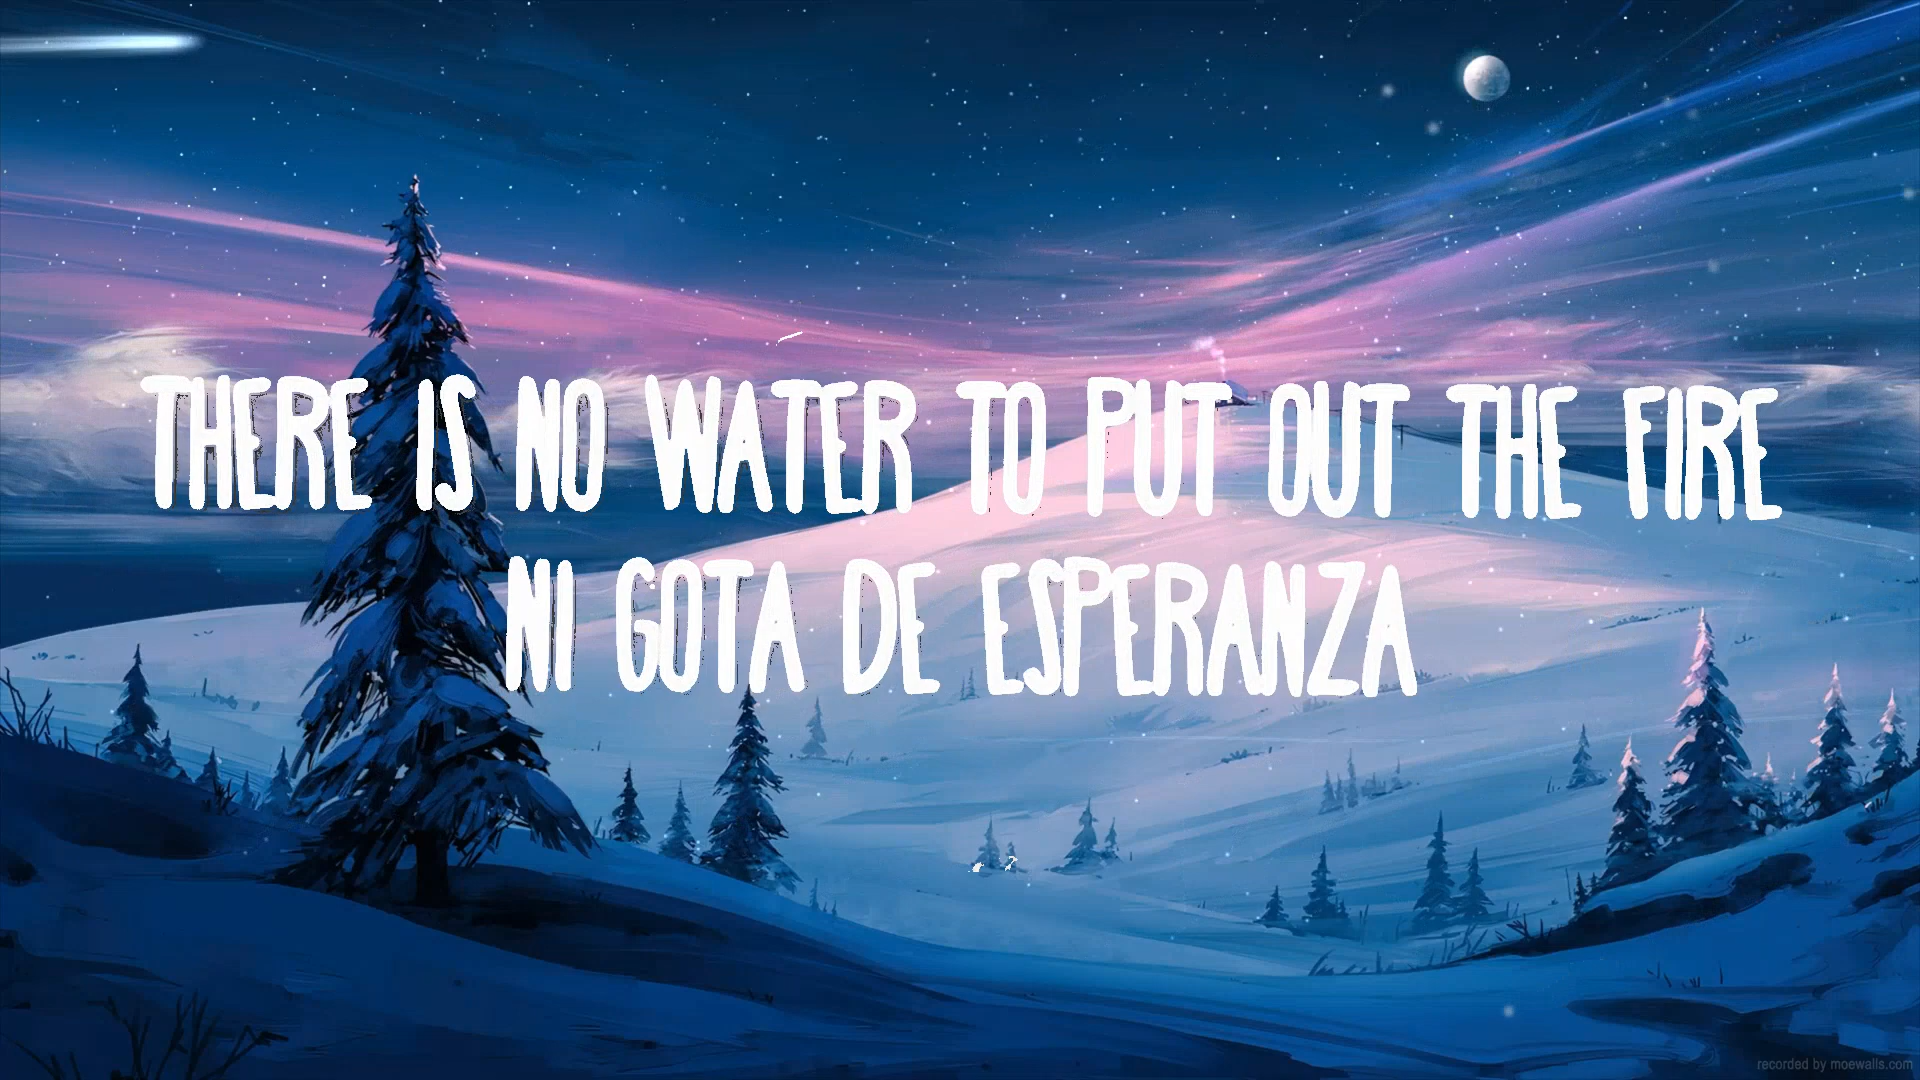 THERE IS NO WATER TO PUT OUT THE FIRE
NI GOTA DE ESPERANZA
recorded by moewalls.com